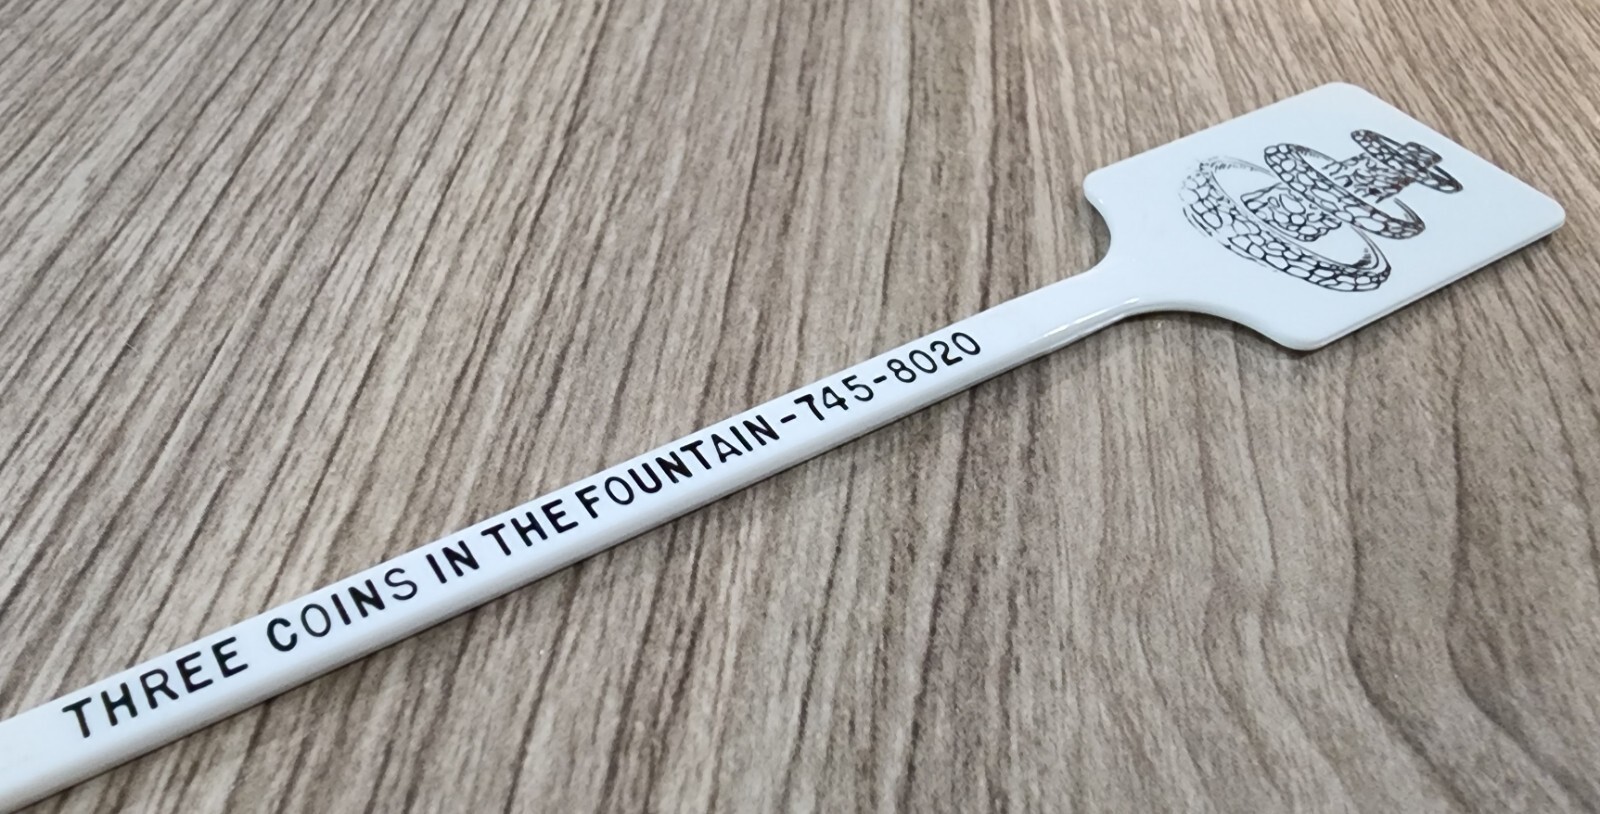 THREE COINS IN THE FOUNTAIN-745-8020